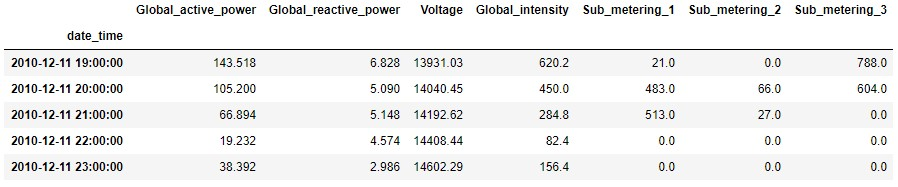 Global_active_power Global_reactive_power Voltage Global_intensity Sub_metering_1 Sub_metering_2 Sub_metering_3
date_time
2010-12-11 19:00:00 143.518 6.828 13931.03 620.2 21.0 0.0 788.0
2010-12-11 20:00:00 105.200 5.090 14040.45 450.0 483.0 66.0 604.0
2010-12-11 21:00:00 66.894 5.148 14192.62 284.8 513.0 27.0 0.0
2010-12-11 22:00:00 19.232 4.574 14408.44 82.4 0.0 0.0 0.0
2010-12-11 23:00:00 38.392 2.986 14602.29 156.4 0.0 0.0 0.0